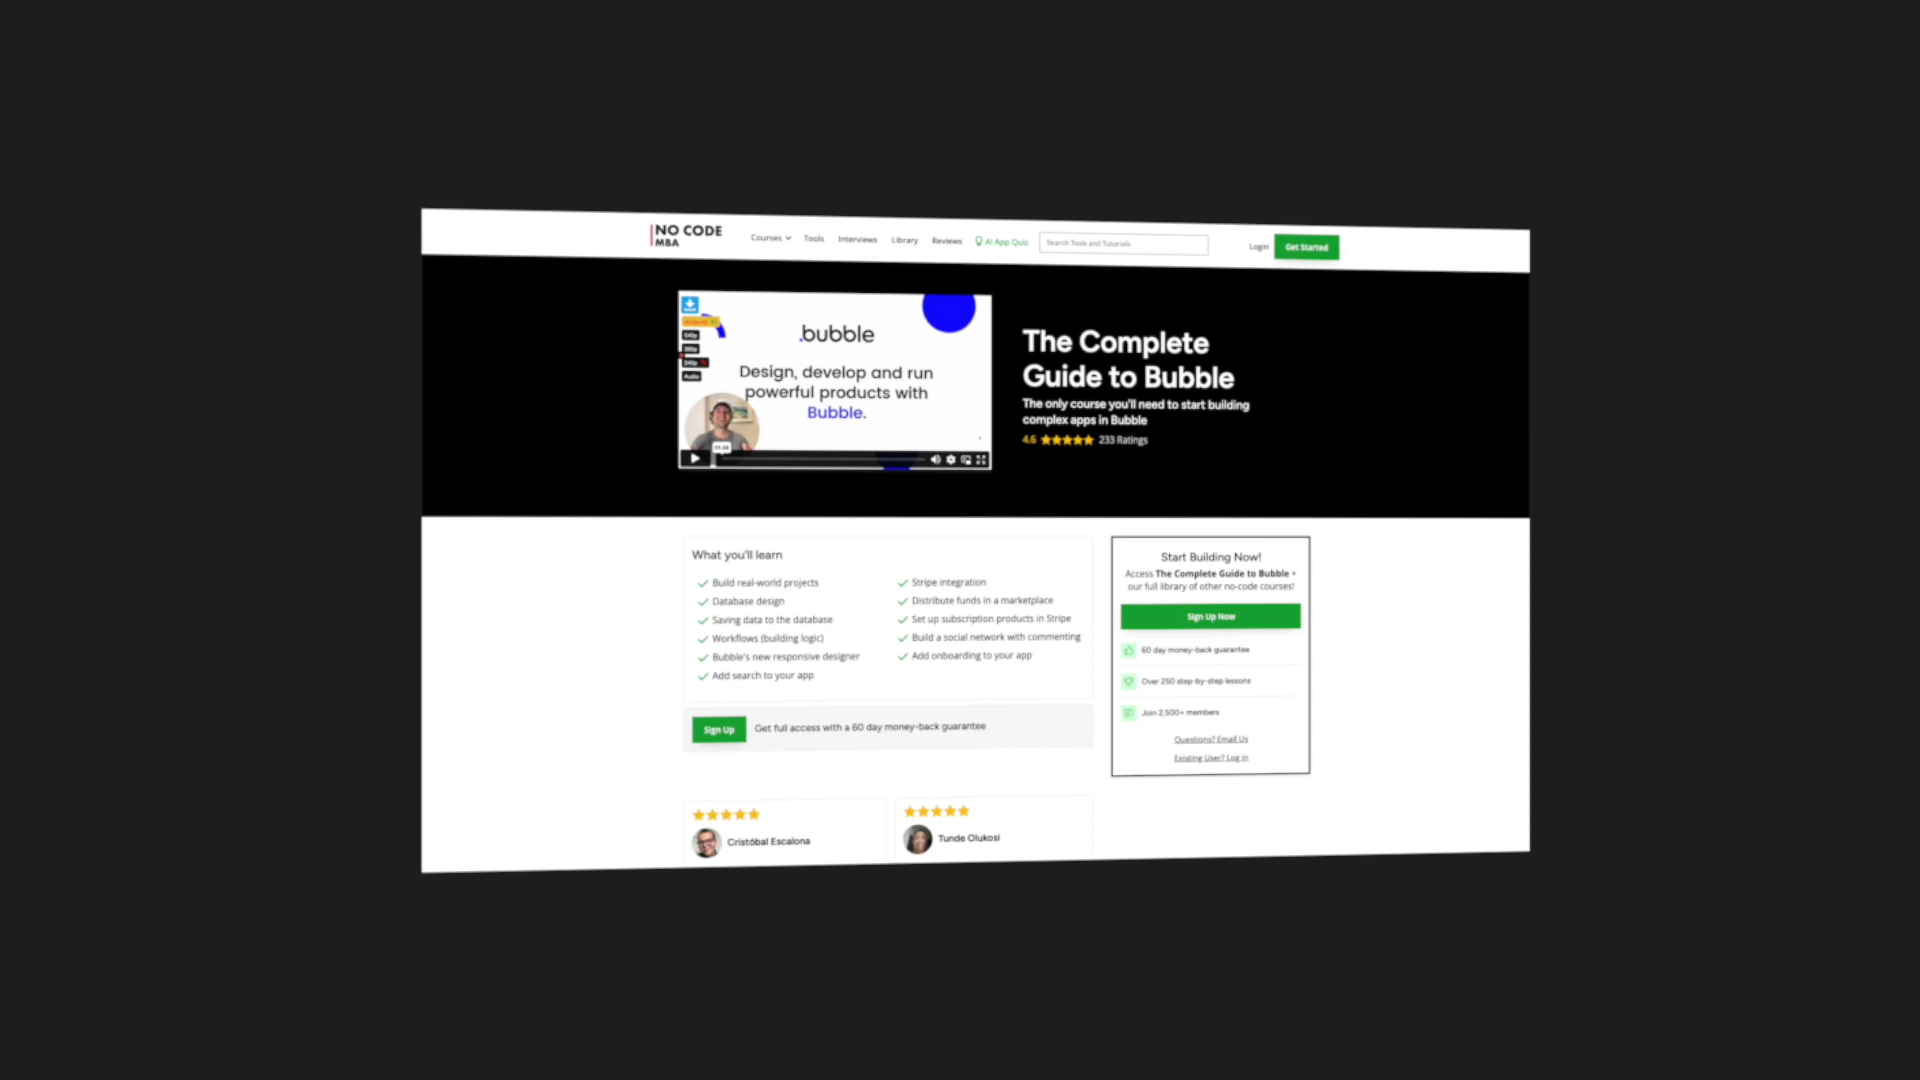 NO CODE
MBA
Courses
Tools
Interviews
Library
Reviews
AI App Quiz
Search Tools and Tutorials
Login
Get Started
.bubble
Design, develop and run
powerful products with
Bubble.
Audio
The Complete
Guide to Bubble
The only course you'll need to start building
complex apps in Bubble
4.6
233 Ratings
What you'll learn
Build real-world projects
Database design
Saving data to the database
Workflows (building logic)
Bubble's new responsive designer
Add search to your app
Stripe integration
Distribute funds in a marketplace
Set up subscription products in Stripe
Build a social network with commenting
Add onboarding to your app
Sign Up
Get full access with a 60 day money-back guarantee
Start Building Now!
Access The Complete Guide to Bubble +
our full library of other no-code courses!
Sign Up Now
60 day money-back guarantee
Over 250 step-by-step lessons
Join 2,500+ members
Questions? Email Us
Existing User? Log in
Cristóbal Escalona
Tunde Olukosi